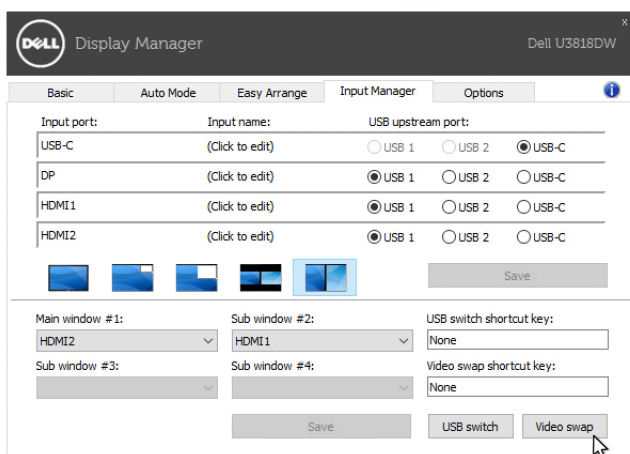 x
DELL Display Manager Dell U3818DW
Basic Auto Mode Easy Arrange Input Manager Options i
Input port: Input name: USB upstream port:
USB-C (Click to edit) USB 1 USB 2 USB-C
DP (Click to edit) USB 1 USB 2 USB-C
HDMI1 (Click to edit) USB 1 USB 2 USB-C
HDMI2 (Click to edit) USB 1 USB 2 USB-C
Save
Main window #1: Sub window #2: USB switch shortcut key:
HDMI2 HDMI1 None
Sub window #3: Sub window #4: Video swap shortcut key:
None
Save USB switch Video swap